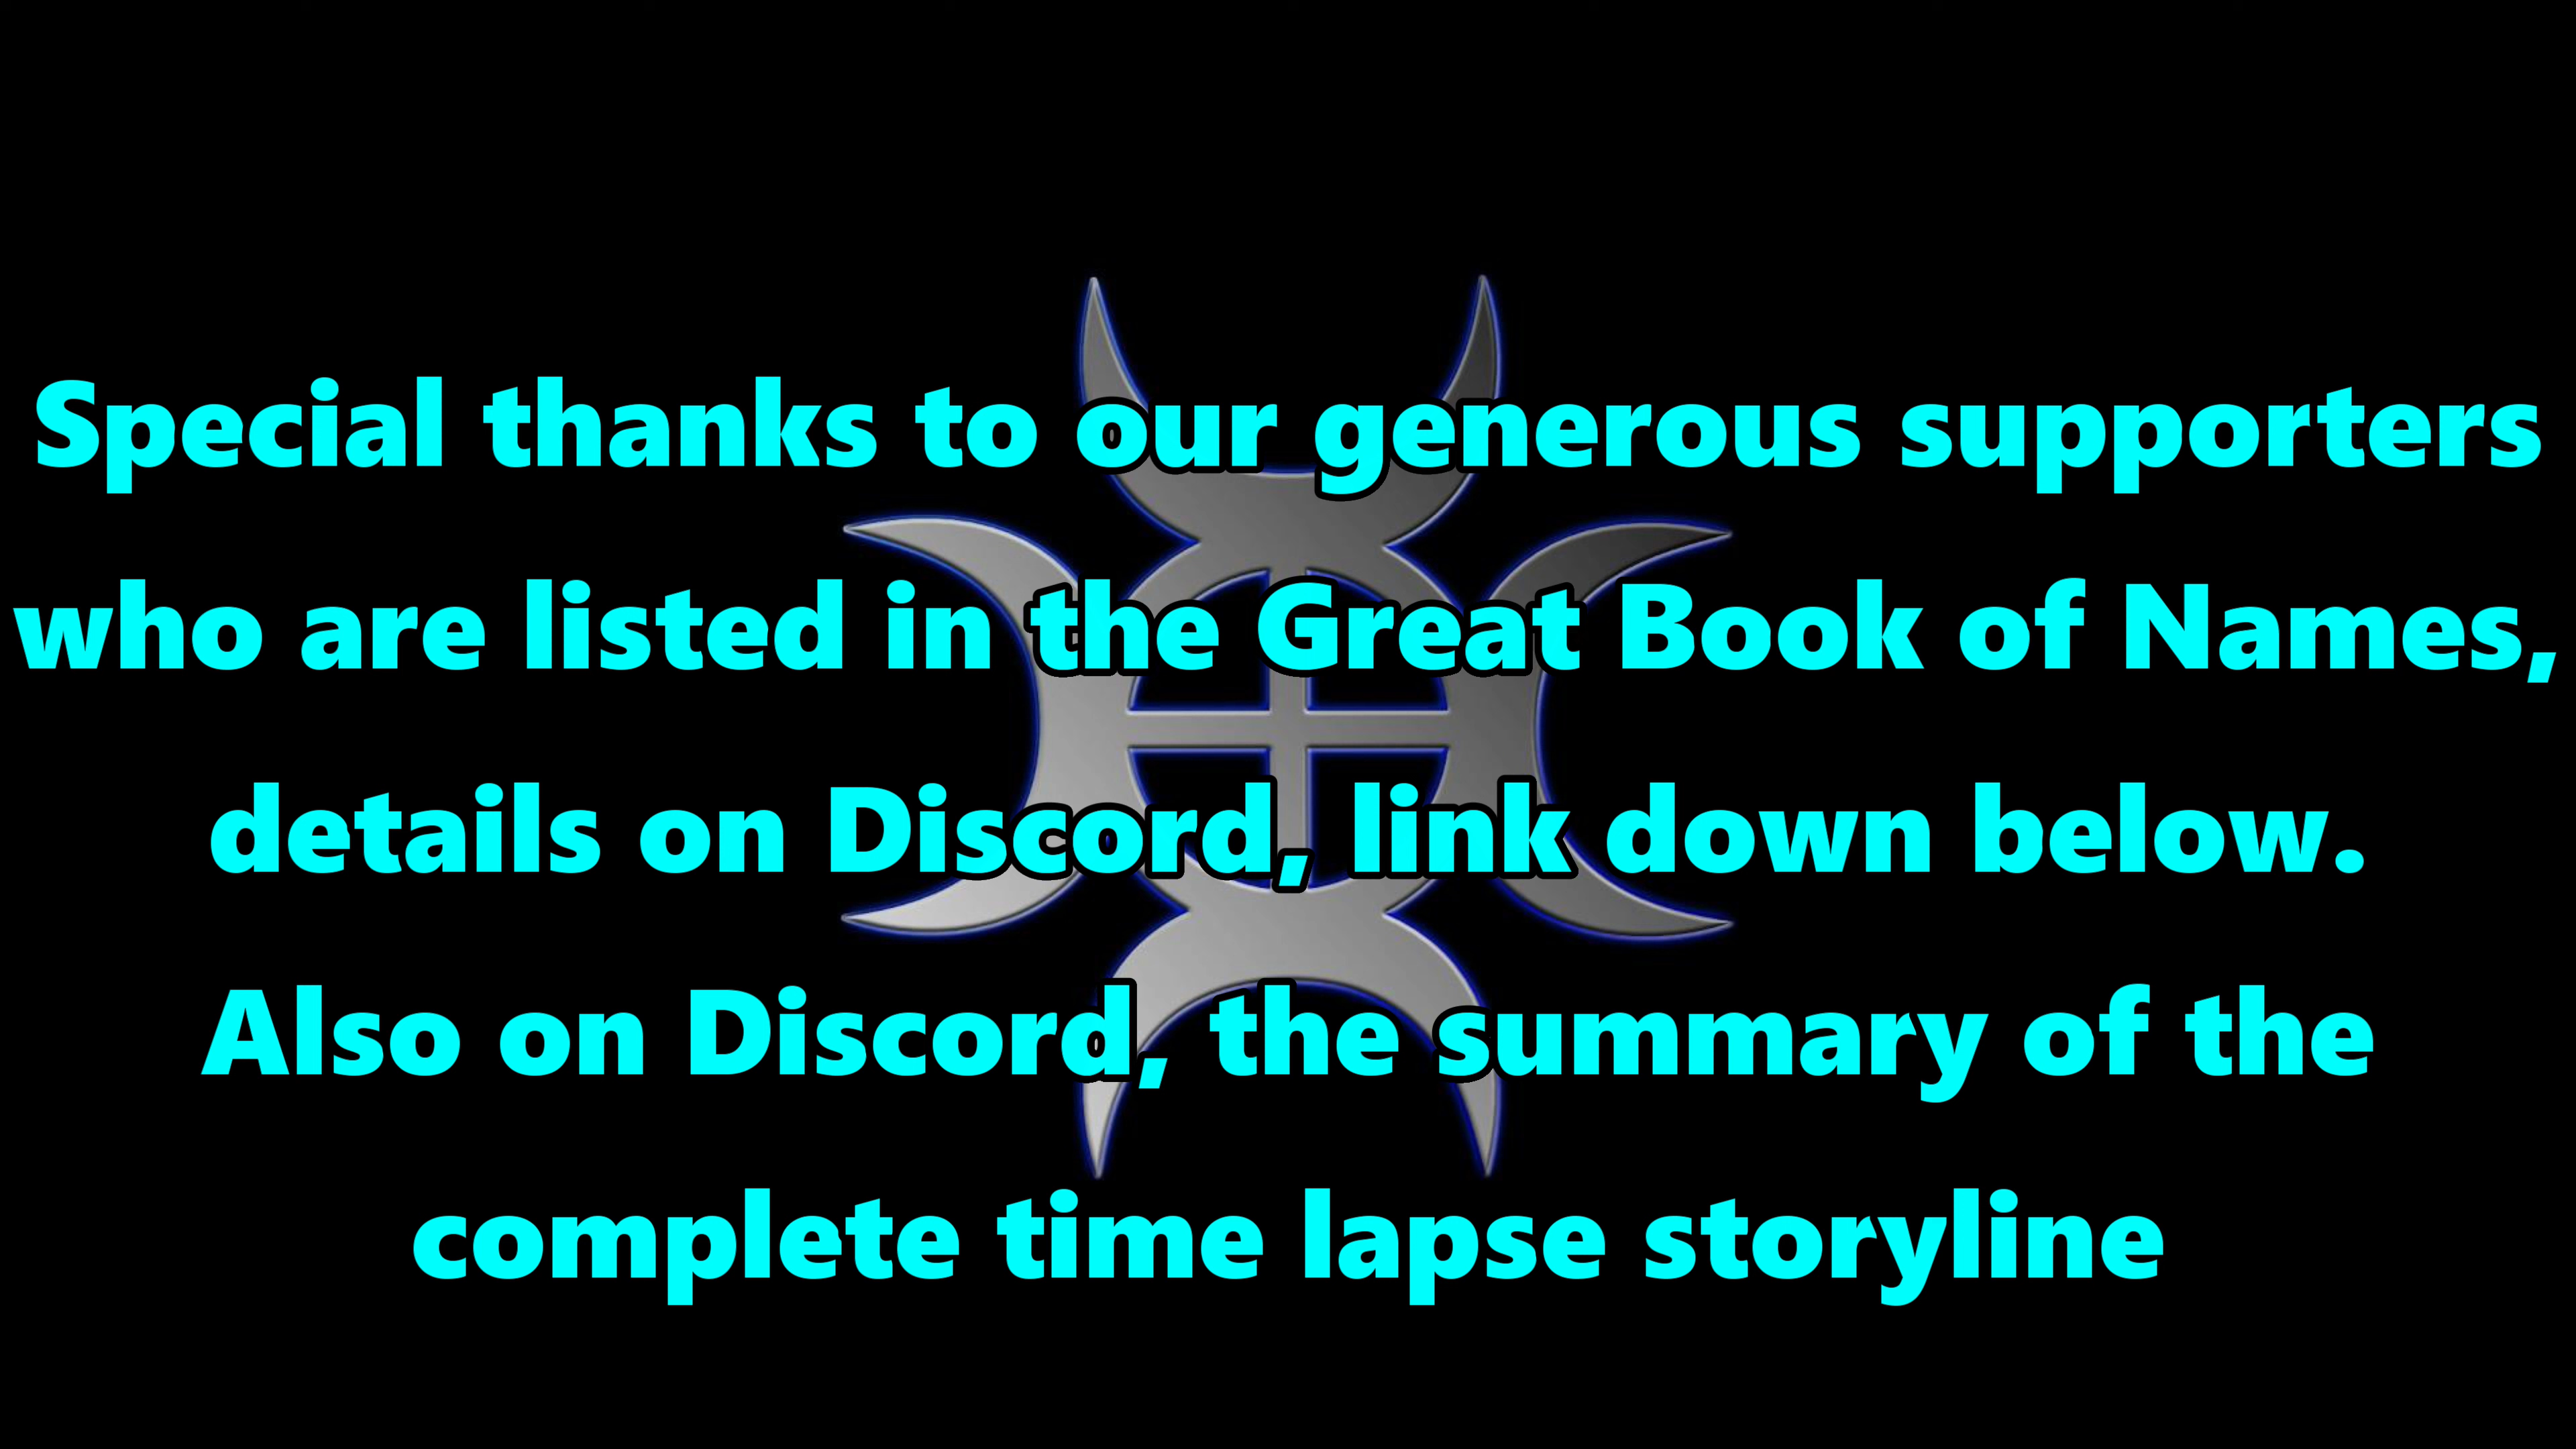 Special thanks to our generous supporters
who are listed in the Great Book of Names,
details on Discord, link down below.
Also on Discord, the summary of the
complete time lapse storyline